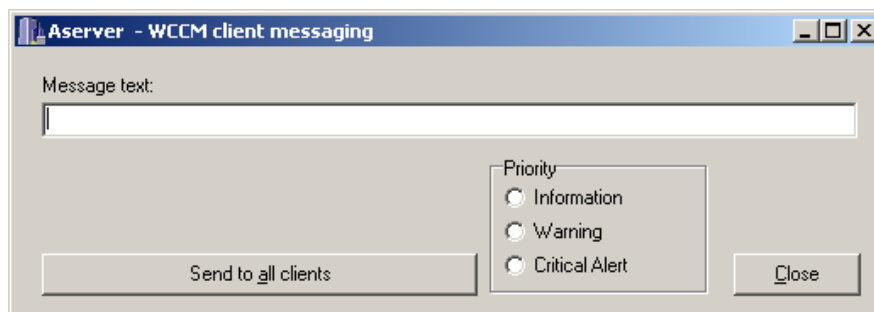 Aserver - WCCM client messaging
Message text:
Priority
Information
Warning
Critical Alert
Send to all clients
Close